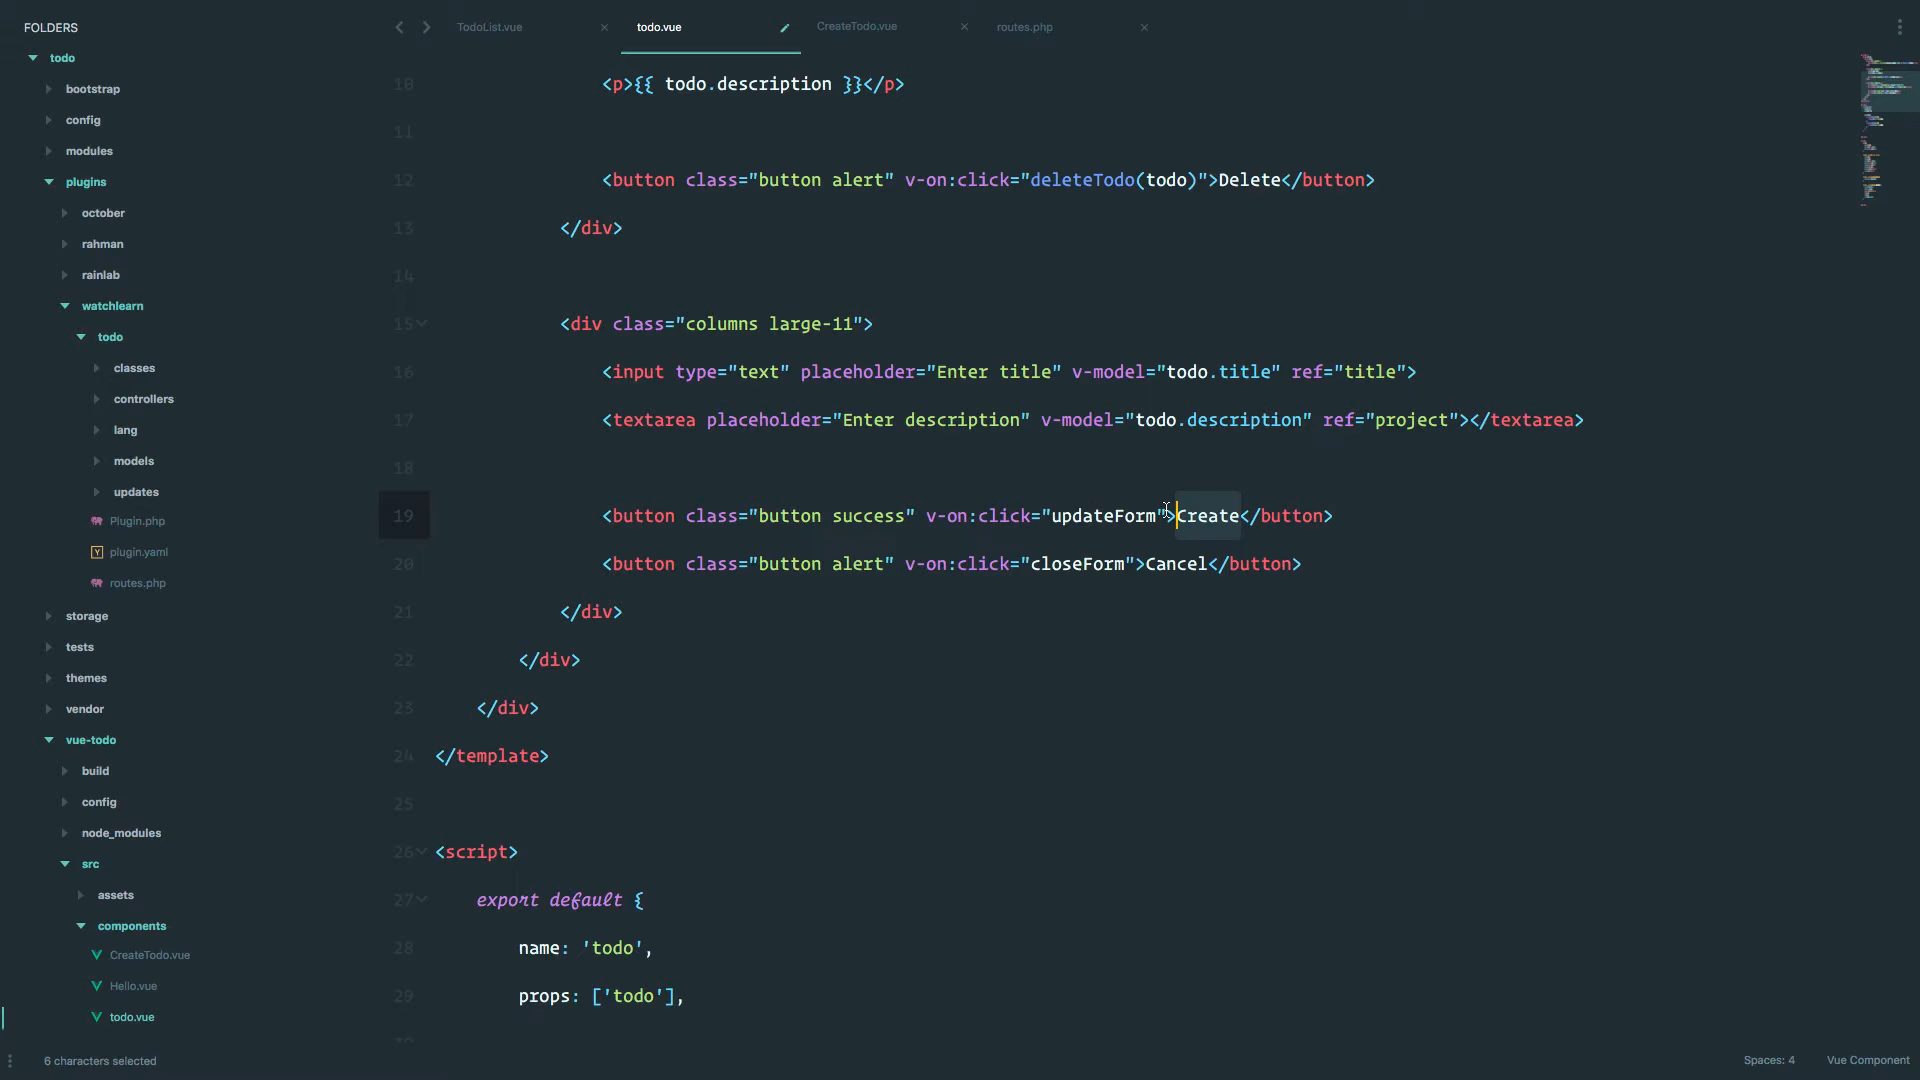 FOLDERS
todo
bootstrap
config
modules
plugins
october
rahman
rainlab
watchlearn
todo
classes
controllers
lang
models
updates
Plugin.php
plugin.yaml
routes.php
storage
tests
themes
vendor
vue-todo
build
config
node_modules
src
assets
components
CreateTodo.vue
Hello.vue
todo.vue
TodoList.vue
todo.vue
CreateTodo.vue
routes.php
10 <p>{{ todo.description }}</p>
11
12 <button class="button alert" v-on:click="deleteTodo(todo)">Delete</button>
13 </div>
14
15 <div class="columns large-11">
16 <input type="text" placeholder="Enter title" v-model="todo.title" ref="title">
17 <textarea placeholder="Enter description" v-model="todo.description" ref="project"></textarea>
18
19 <button class="button success" v-on:click="updateForm">Create</button>
20 <button class="button alert" v-on:click="closeForm">Cancel</button>
21 </div>
22 </div>
23 </div>
24 </template>
25
26 <script>
27 export default {
28 name: 'todo',
29 props: ['todo'],
6 characters selected
Spaces: 4
Vue Component